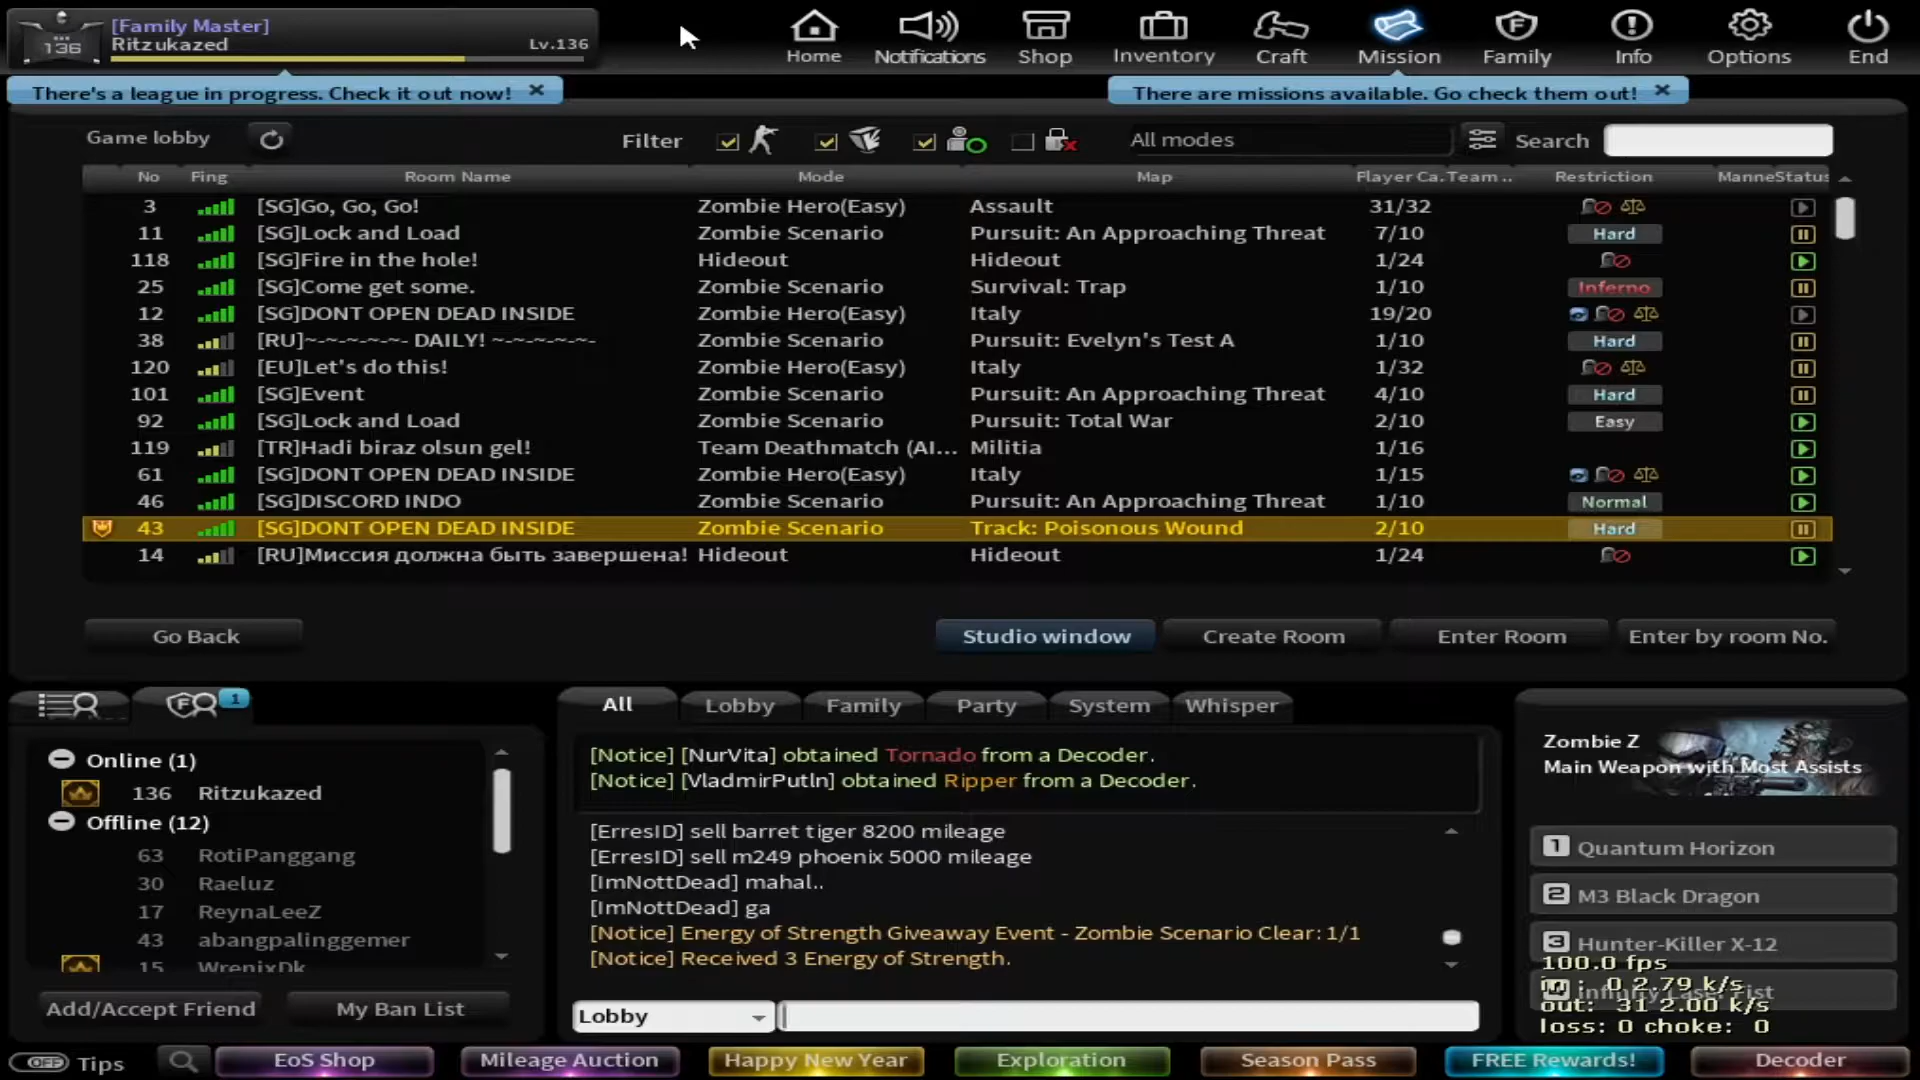 [Family Master]
136 Ritzukazed Lv.136
Home Notifications Shop Inventory Craft Mission Family Info Options End
There's a league in progress. Check it out now!
There are missions available. Go check them out!
Game lobby Filter All modes Search
No Fing Room Name Mode Map Flayer Ca. Team .. Restriction Manne Status
3 [SG]Go, Go, Go! Zombie Hero(Easy) Assault 31/32
11 [SG]Lock and Load Zombie Scenario Pursuit: An Approaching Threat 7/10 Hard
118 [SG]Fire in the hole! Hideout Hideout 1/24
25 [SG]Come get some. Zombie Scenario Survival: Trap 1/10 Inferno
12 [SG]DONT OPEN DEAD INSIDE Zombie Hero(Easy) Italy 19/20
38 [RU]~-~-~-~-~- DAILY! ~-~-~-~-~- Zombie Scenario Pursuit: Evelyn's Test A 1/10 Hard
120 [EU]Let's do this! Zombie Hero(Easy) Italy 1/32
101 [SG]Event Zombie Scenario Pursuit: An Approaching Threat 4/10 Hard
92 [SG]Lock and Load Zombie Scenario Pursuit: Total War 2/10 Easy
119 [TR]Hadi biraz olsun gel! Team Deathmatch (AI... Militia 1/16
61 [SG]DONT OPEN DEAD INSIDE Zombie Hero(Easy) Italy 1/15
46 [SG]DISCORD INDO Zombie Scenario Pursuit: An Approaching Threat 1/10 Normal
43 [SG]DONT OPEN DEAD INSIDE Zombie Scenario Track: Poisonous Wound 2/10 Hard
14 [RU]Миссия должна быть завершена! Hideout Hideout 1/24
Go Back Studio window Create Room Enter Room Enter by room No.
1
Online (1)
136 Ritzukazed
Offline (12)
63 RotiPanggang
30 Raeluz
17 ReynaLeeZ
43 abangpalinggemer
15 WrenixDk
Add/Accept Friend My Ban List
All Lobby Family Party System Whisper
[Notice] [NurVita] obtained Tornado from a Decoder.
[Notice] [VladmirPutln] obtained Ripper from a Decoder.
[ErresID] sell barret tiger 8200 mileage
[ErresID] sell m249 phoenix 5000 mileage
[ImNottDead] mahal..
[ImNottDead] ga
[Notice] Energy of Strength Giveaway Event - Zombie Scenario Clear: 1/1
[Notice] Received 3 Energy of Strength.
Lobby
Zombie Z
Main Weapon with Most Assists
1 Quantum Horizon
2 M3 Black Dragon
3 Hunter-Killer X-12
100.0 fps
in : 0 2.79 k/s
out: 31 2.00 k/s
loss: 0 choke: 0
OFF Tips EoS Shop Mileage Auction Happy New Year Exploration Season Pass FREE Rewards! Decoder